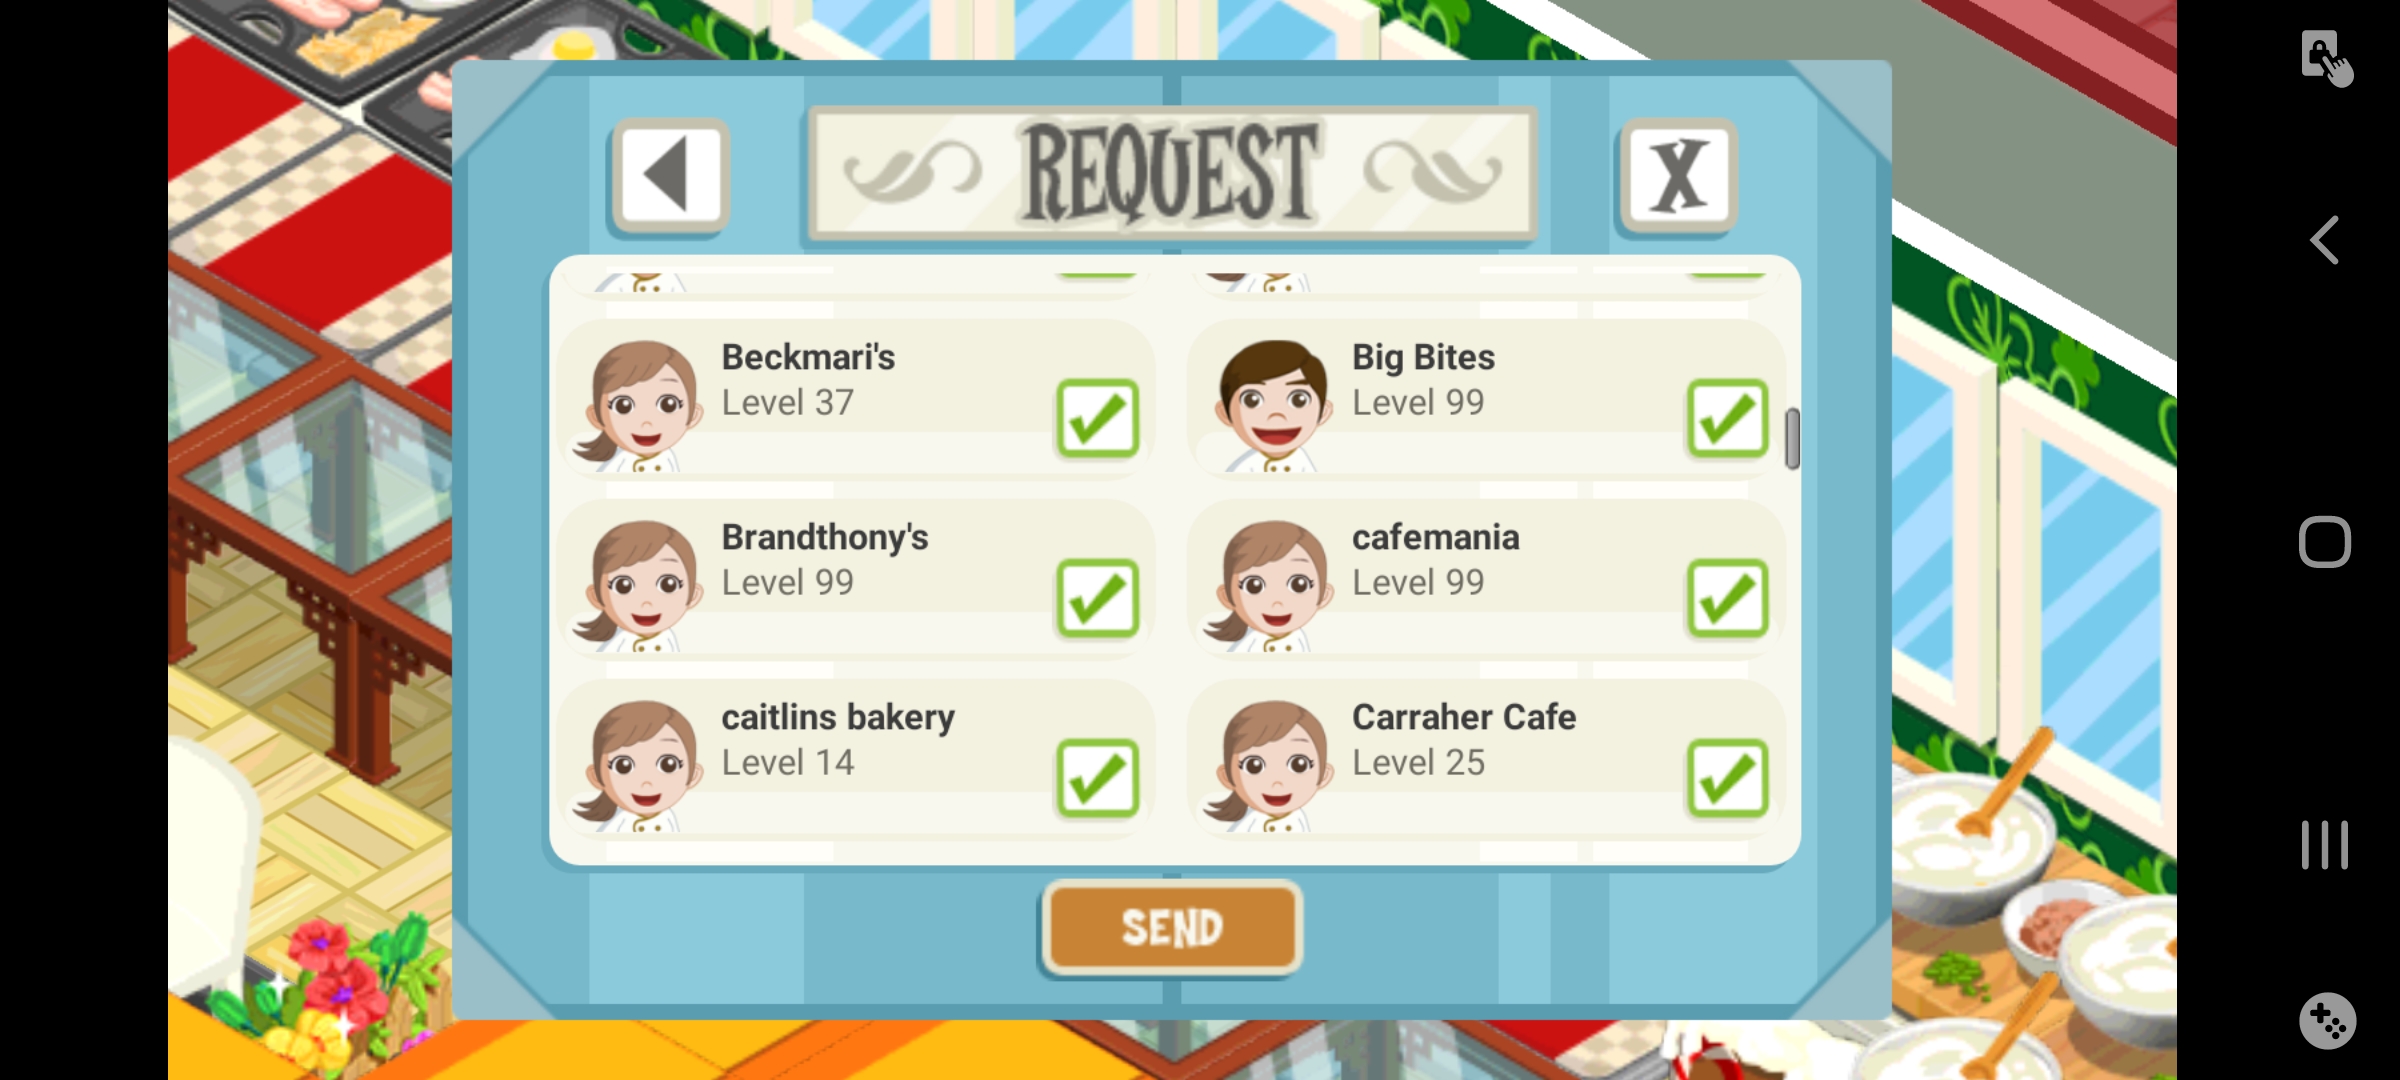 REQUEST
X
Beckmari's
Level 37
Big Bites
Level 99
Brandthony's
Level 99
cafemania
Level 99
caitlins bakery
Level 14
Carraher Cafe
Level 25
SEND